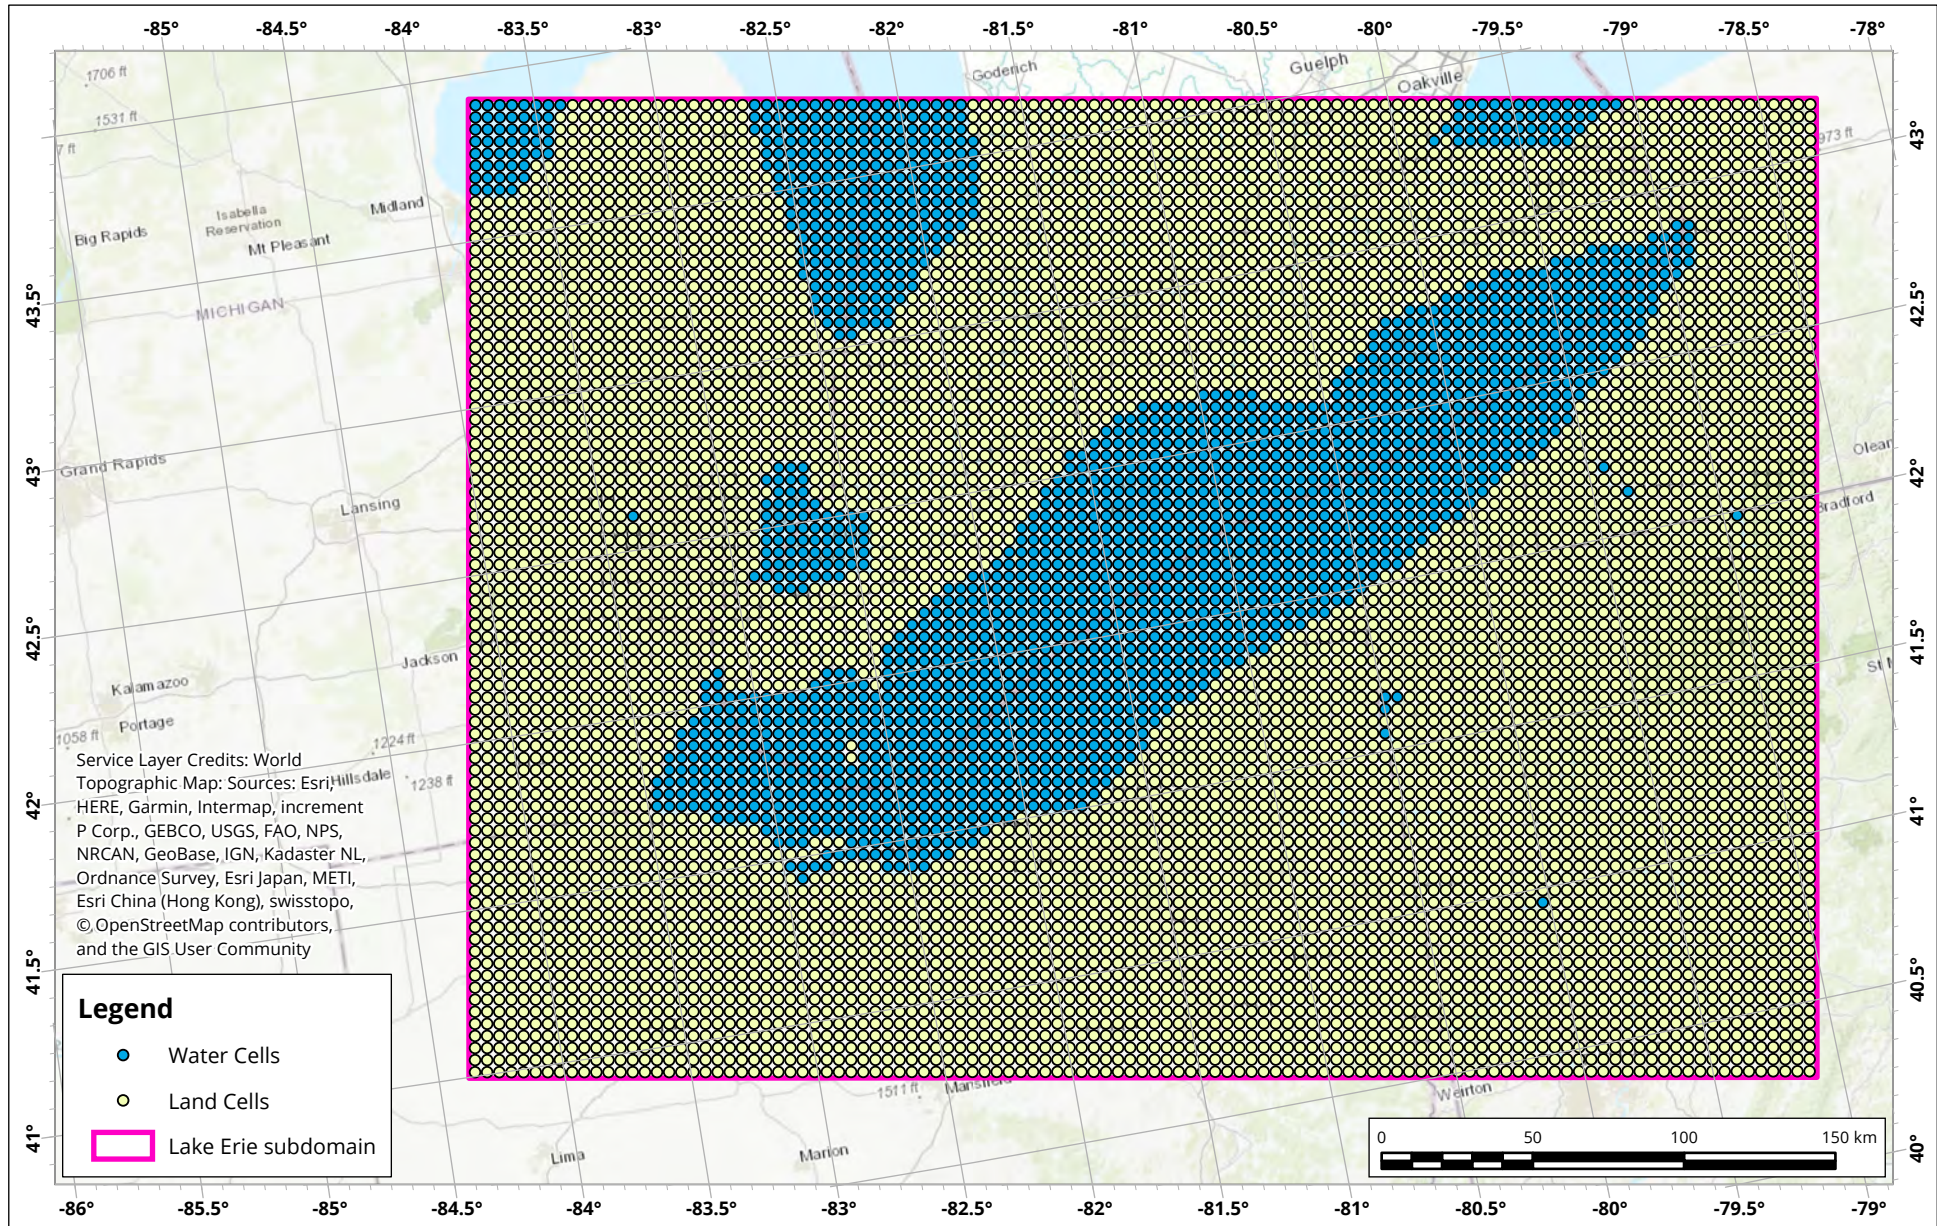 -85° -84.5° -84° -83.5° -83° -82.5° -82° -81.5° -81° -80.5° -80° -79.5° -79° -78.5° -78°
1706 ft
Goderich
Guelph
Oakville
1531 ft
7 ft
973 ft
43°
Midland
Isabella
Reservation
Big Rapids
Mt Pleasant
MICHIGAN
43.5°
42.5°
Grand Rapids
43°
42°
Olean
Lansing
Bradford
42.5°
41.5°
Jackson
St M
Kalamazoo
Portage
1058 ft
1224 ft
Hillsdale
1238 ft
Service Layer Credits: World
Topographic Map: Sources: Esri,
HERE, Garmin, Intermap, increment
P Corp., GEBCO, USGS, FAO, NPS,
NRCAN, GeoBase, IGN, Kadaster NL,
Ordnance Survey, Esri Japan, METI,
Esri China (Hong Kong), swisstopo,
© OpenStreetMap contributors,
and the GIS User Community
42°
41°
41.5°
40.5°
Legend
Water Cells
Land Cells
Lake Erie subdomain
1511 ft
Mansfield
Weirton
Lima
Marion
41°
40°
0 50 100 150 km
-86° -85.5° -85° -84.5° -84° -83.5° -83° -82.5° -82° -81.5° -81° -80.5° -80° -79.5° -79°